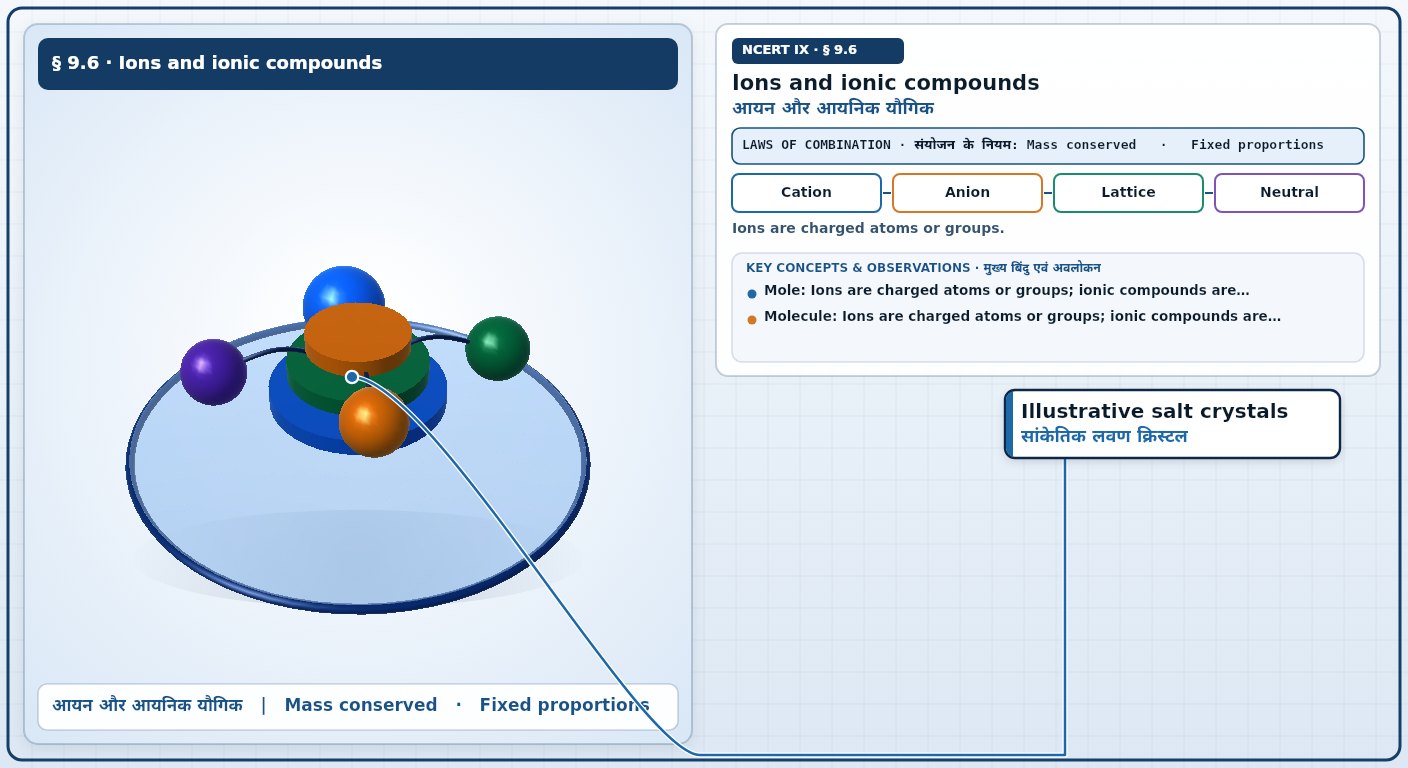 § 9.6 · Ions and ionic compounds
आयन और आयनिक यौगिक | Mass conserved · Fixed proportions
NCERT IX · § 9.6
Ions and ionic compounds
आयन और आयनिक यौगिक
LAWS OF COMBINATION · संयोजन के नियम: Mass conserved · Fixed proportions
Cation Anion Lattice Neutral
Ions are charged atoms or groups.
KEY CONCEPTS & OBSERVATIONS · मुख्य बिंदु एवं अवलोकन
Mole: Ions are charged atoms or groups; ionic compounds are…
Molecule: Ions are charged atoms or groups; ionic compounds are…
Illustrative salt crystals
सांकेतिक लवण क्रिस्टल